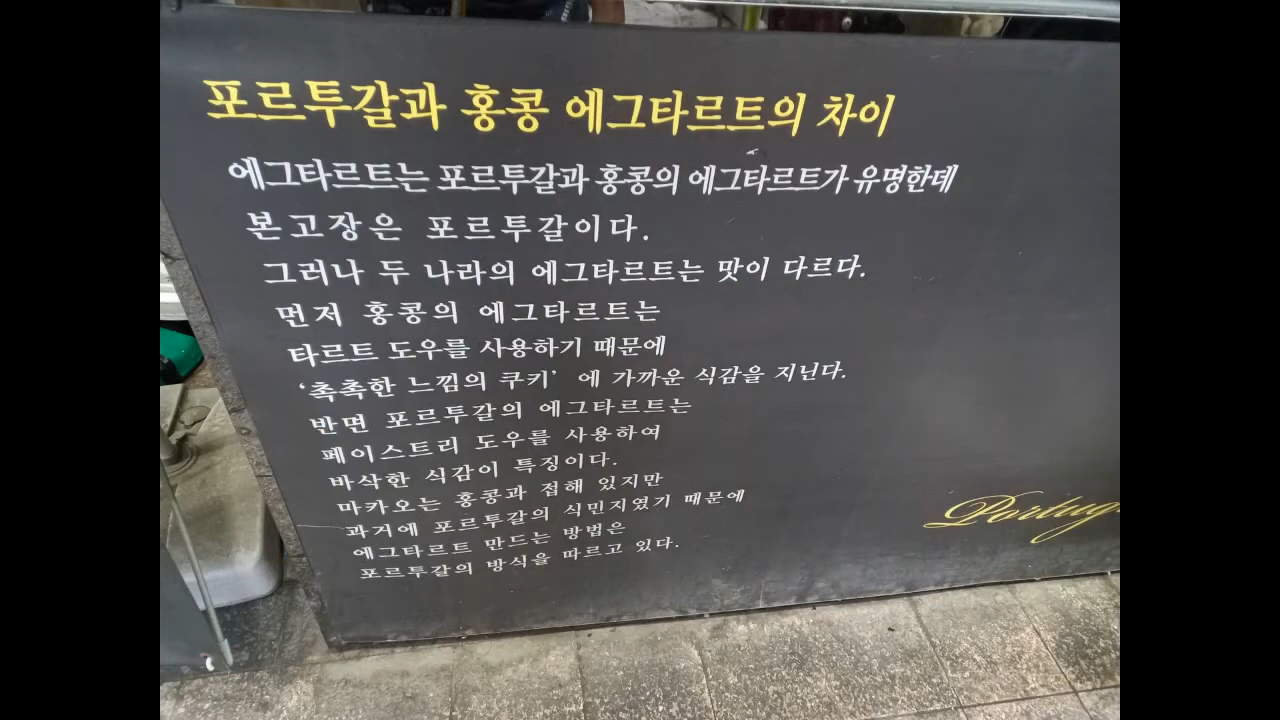 포르투갈과 홍콩 에그타르트의 차이
에그타르트는 포르투갈과 홍콩의 에그타르트가 유명한데
본고장은 포르투갈이다.
그러나 두 나라의 에그타르트는 맛이 다르다.
먼저 홍콩의 에그타르트는
타르트 도우를 사용하기 때문에
‘촉촉한 느낌의 쿠키’ 에 가까운 식감을 지닌다.
반면 포르투갈의 에그타르트는
페이스트리 도우를 사용하여
바삭한 식감이 특징이다.
마카오는 홍콩과 접해 있지만
과거에 포르투갈의 식민지였기 때문에
에그타르트 만드는 방법은
포르투갈의 방식을 따르고 있다.
Portug